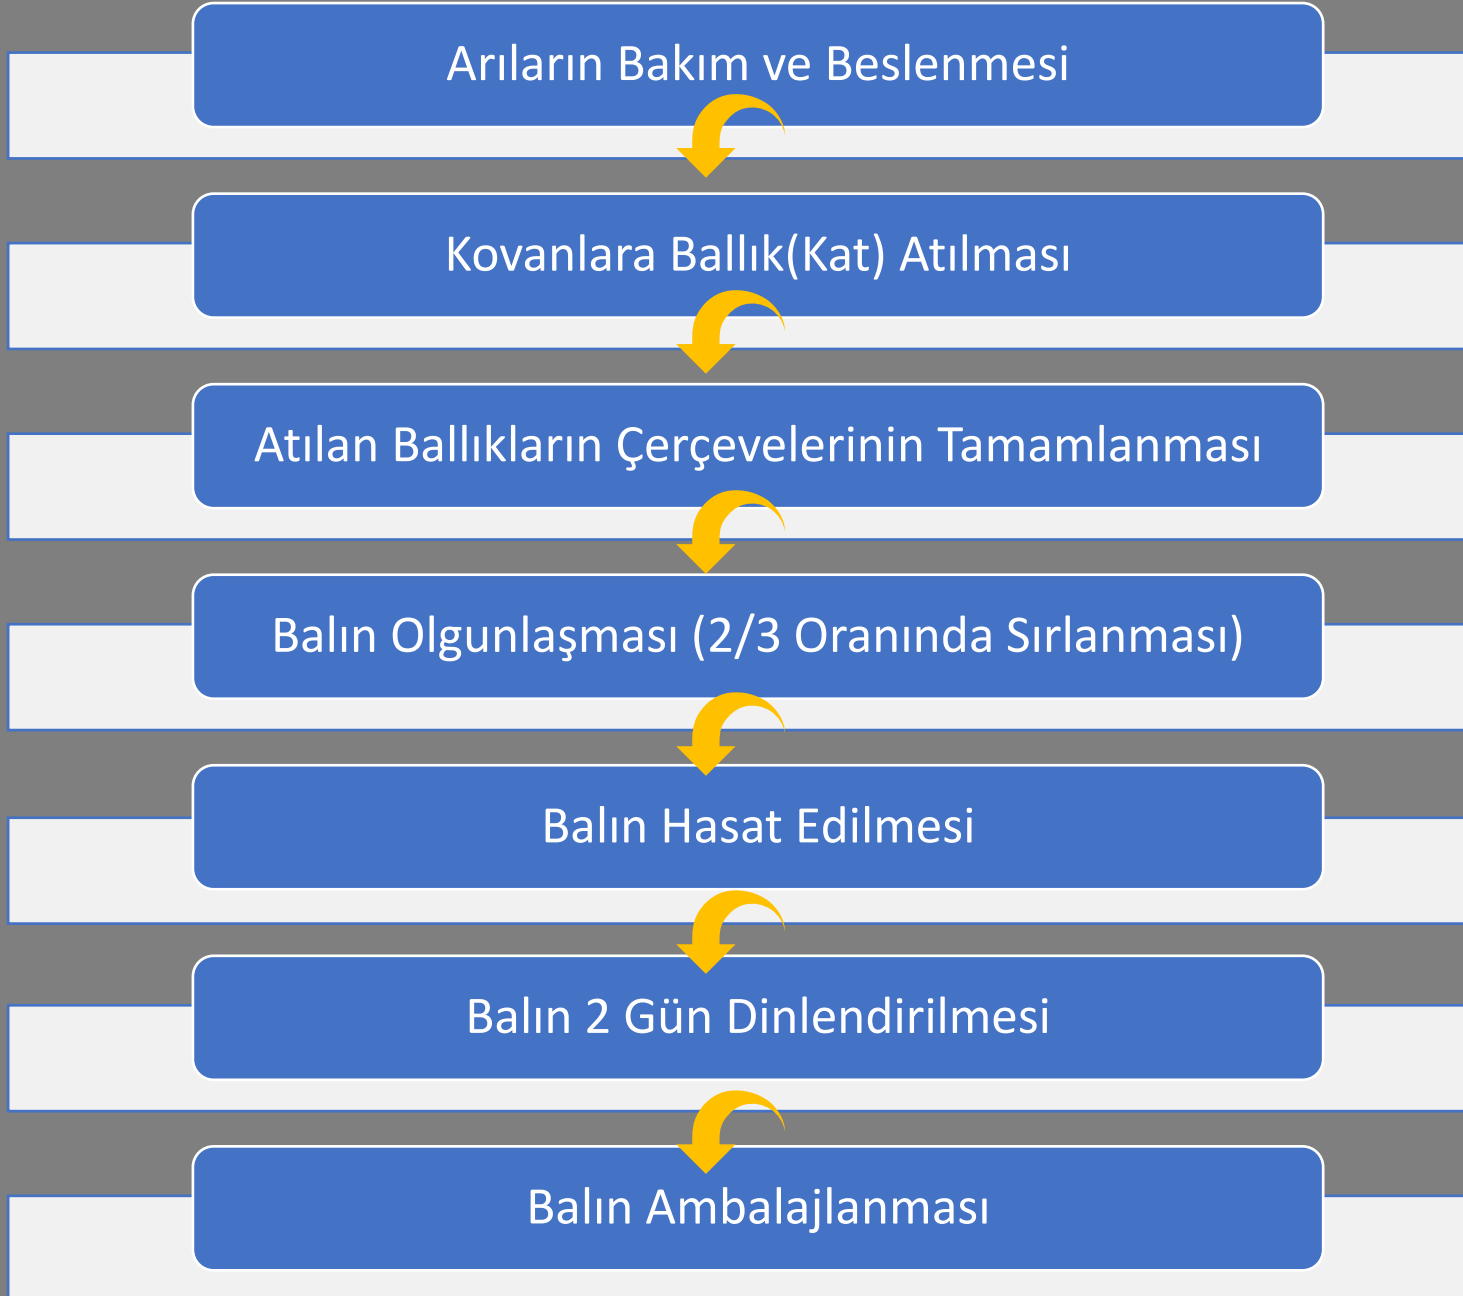 Arıların Bakım ve Beslenmesi
Kovanlara Ballık(Kat) Atılması
Atılan Ballıkların Çerçevelerinin Tamamlanması
Balın Olgunlaşması (2/3 Oranında Sırlanması)
Balın Hasat Edilmesi
Balın 2 Gün Dinlendirilmesi
Balın Ambalajlanması